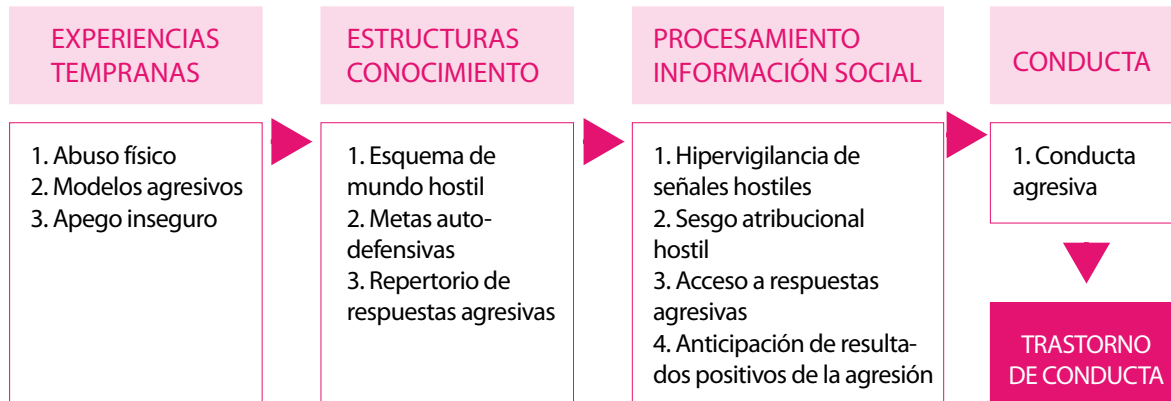 EXPERIENCIAS
TEMPRANAS
1. Abuso físico
2. Modelos agresivos
3. Apego inseguro
ESTRUCTURAS
CONOCIMIENTO
1. Esquema de
mundo hostil
2. Metas auto-
defensivas
3. Repertorio de
respuestas agresivas
PROCESAMIENTO
INFORMACIÓN SOCIAL
1. Hipervigilancia de
señales hostiles
2. Sesgo atribucional
hostil
3. Acceso a respuestas
agresivas
4. Anticipación de resulta-
dos positivos de la agresión
CONDUCTA
1. Conducta
agresiva
TRASTORNO
DE CONDUCTA